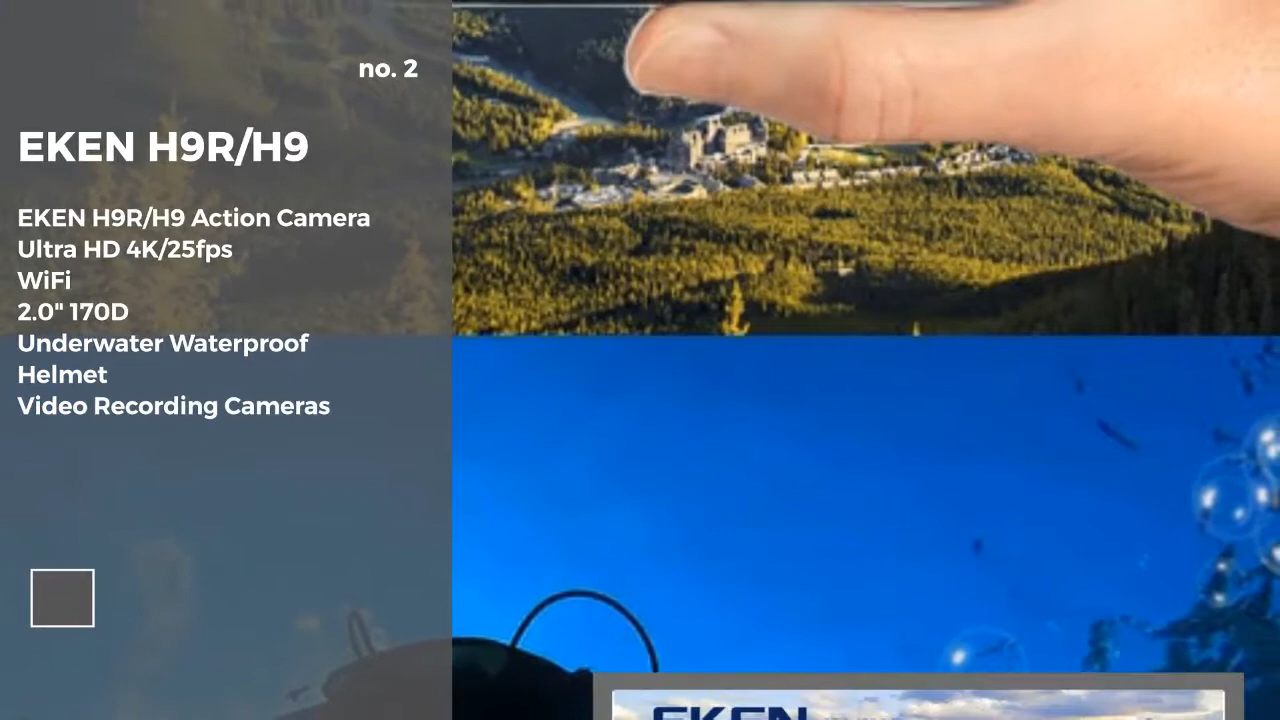 no. 2
EKEN H9R/H9
EKEN H9R/H9 Action Camera
Ultra HD 4K/25fps
WiFi
2.0" 170D
Underwater Waterproof
Helmet
Video Recording Cameras
EKEN